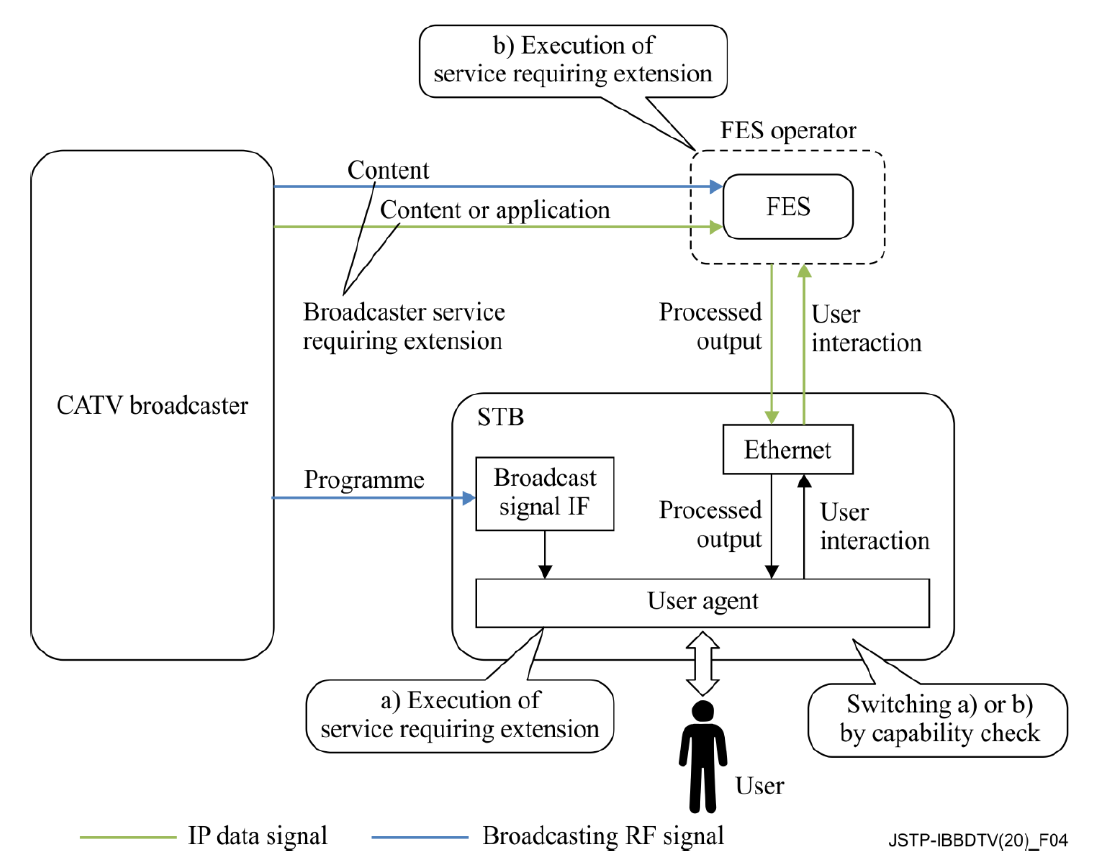 b) Execution of
service requiring extension
FES operator
Content
FES
Content or application
Broadcaster service
requiring extension
Processed
output
User
interaction
CATV broadcaster
STB
Ethernet
Programme
Broadcast
signal IF
Processed
output
User
interaction
User agent
a) Execution of
service requiring extension
Switching a) or b)
by capability check
User
IP data signal
Broadcasting RF signal
JSTP-IBBDTV(20)_F04